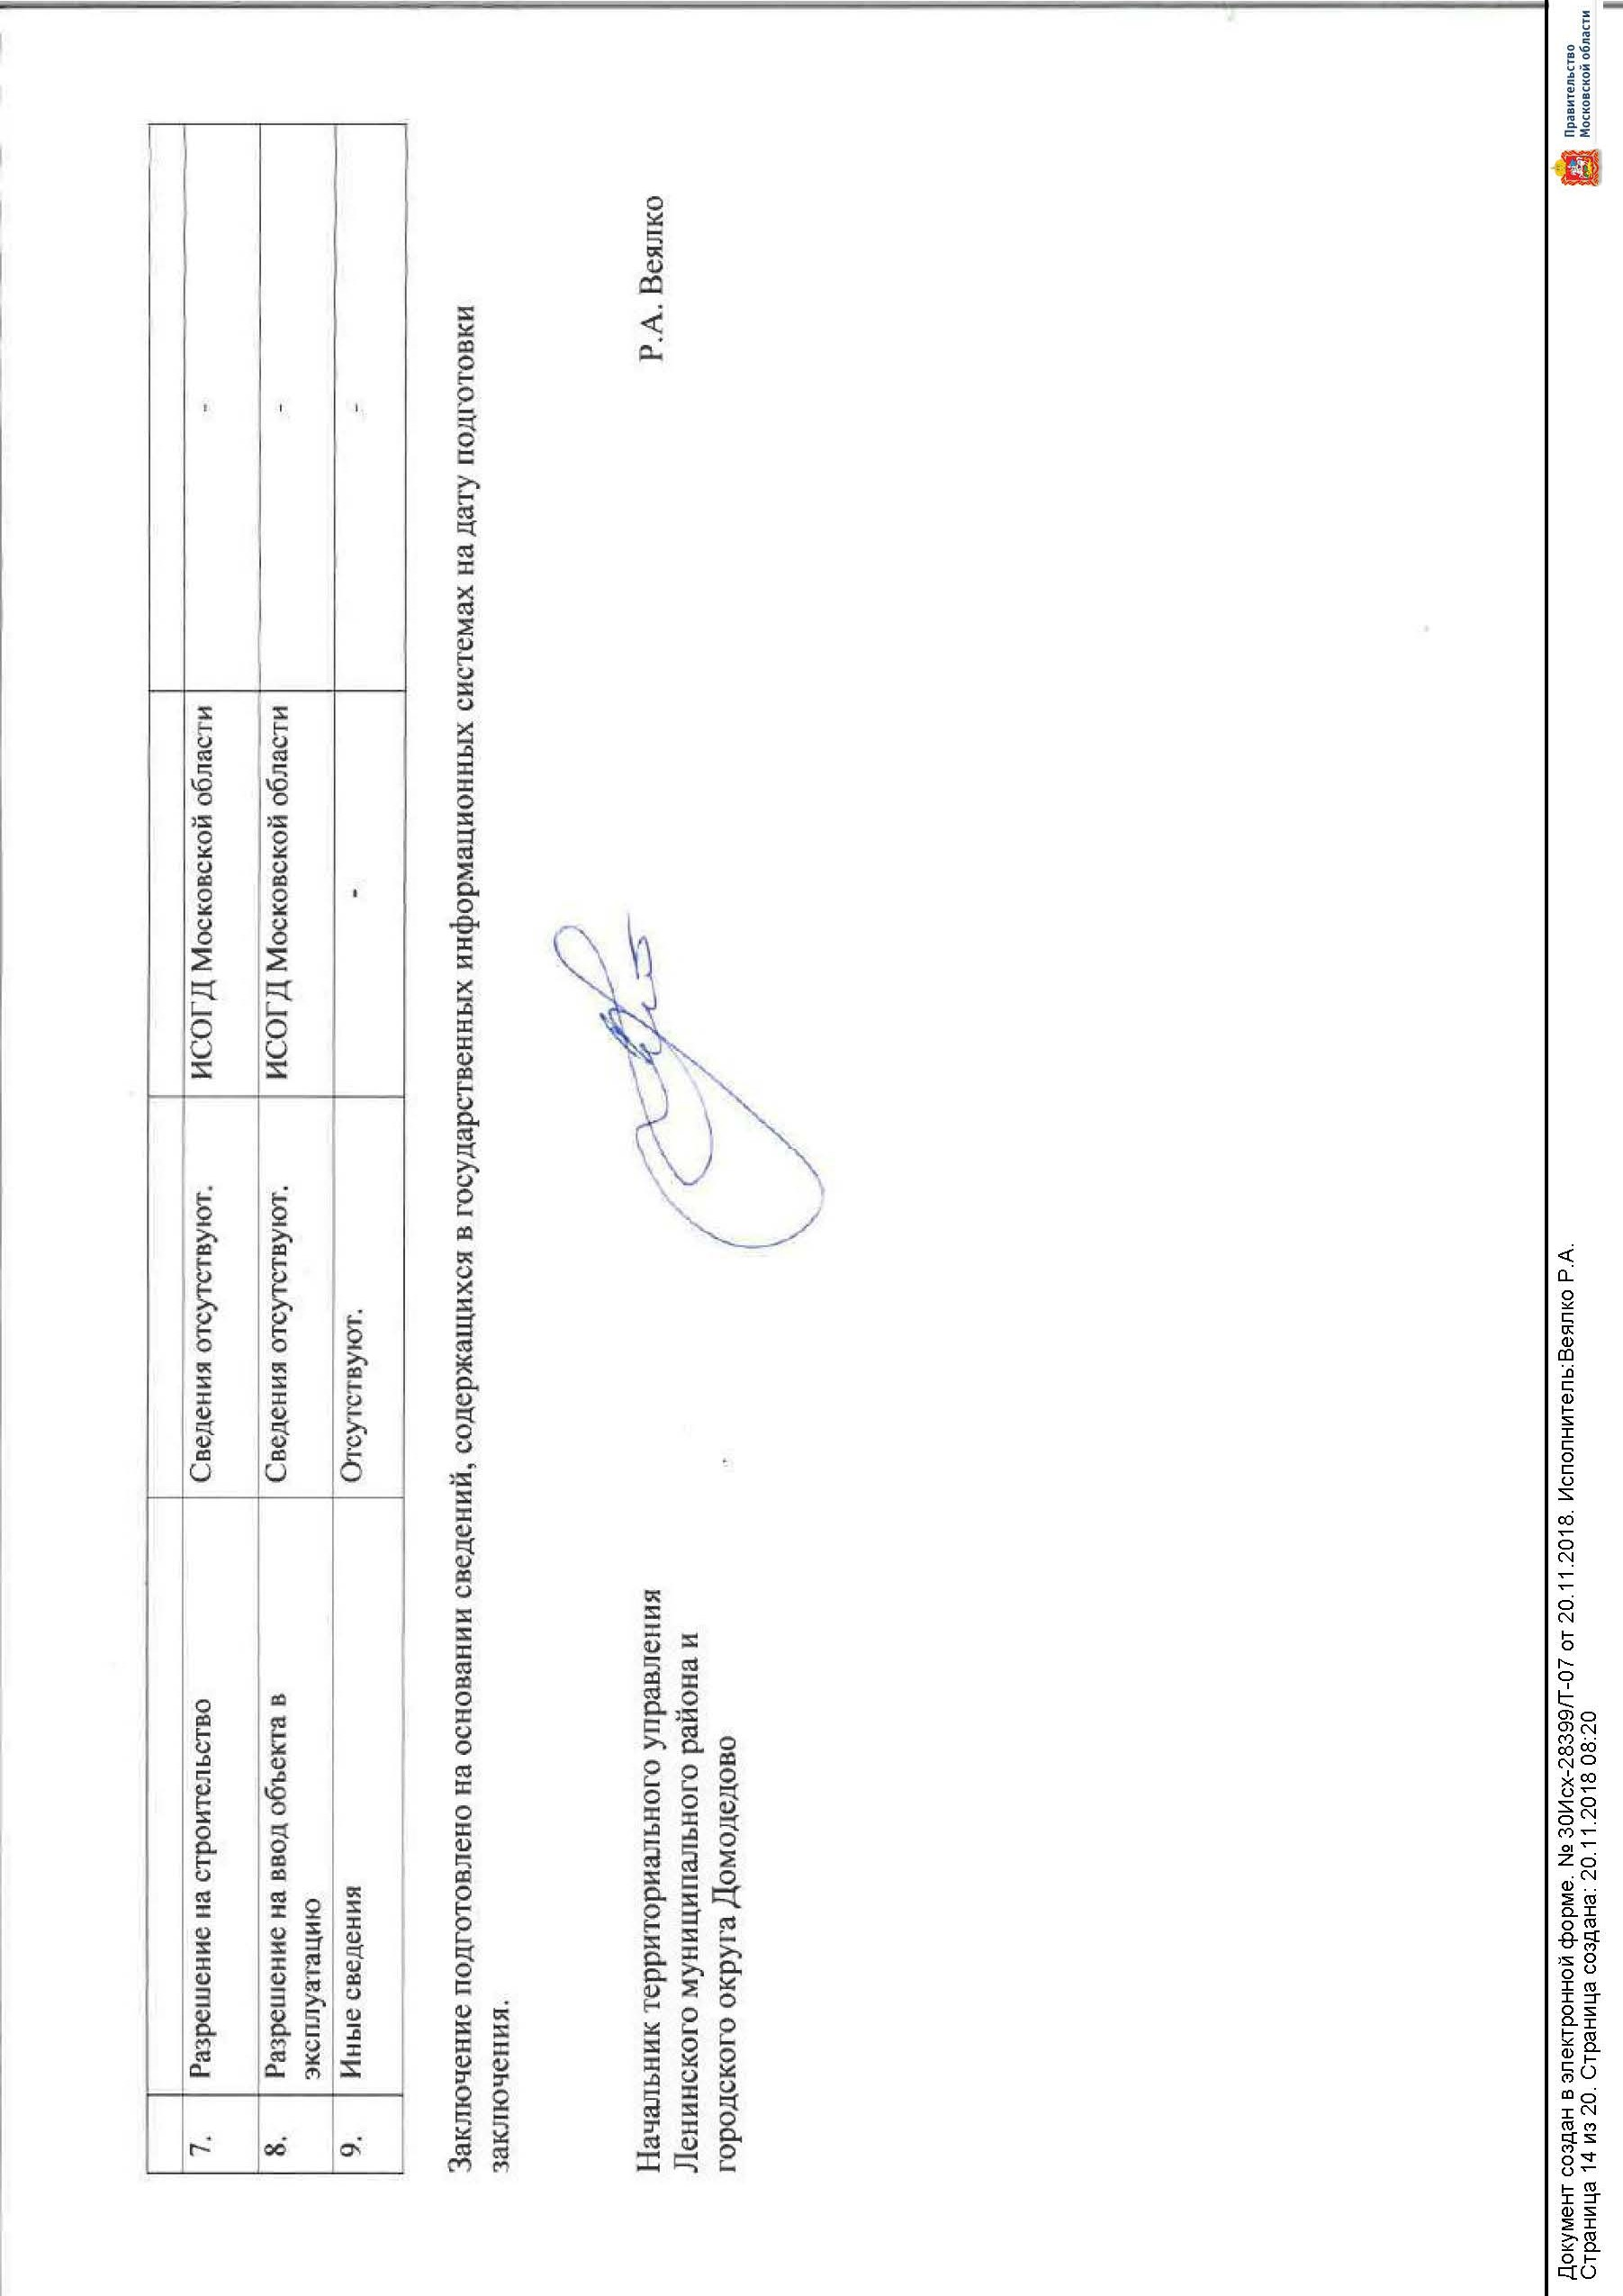 7. Разрешение на строительство Сведения отсутствуют. ИСОГД Московской области -
8. Разрешение на ввод объекта в Сведения отсутствуют. ИСОГД Московской области -
эксплуатацию
9. Иные сведения Отсутствуют. - -
Заключение подготовлено на основании сведений, содержащихся в государственных информационных системах на дату подготовки
заключения.
Начальник территориального управления
Ленинского муниципального района и
городского округа Домодедово
Р.А. Веялко
Документ создан в электронной форме. № 30Исх-28399/Т-07 от 20.11.2018. Исполнитель:Веялко Р.А.
Страница 14 из 20. Страница создана: 20.11.2018 08:20
Правительство
Московской области